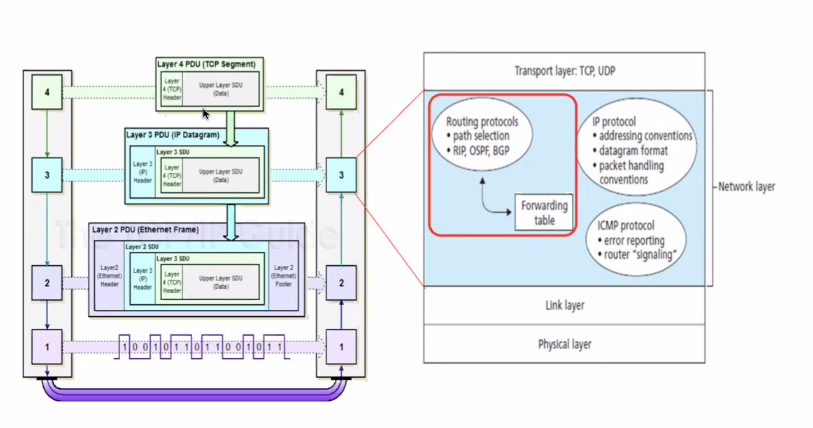 Layer 4 PDU (TCP Segment)
Layer
4 (TCP)
Header
Upper Layer SDU
(Data)
4
4
Layer 3 PDU (IP Datagram)
Layer 3 SDU
Layer 3
(IP)
Header
Layer
4 (TCP)
Header
Upper Layer SDU
(Data)
3
3
Layer 2 PDU (Ethernet Frame)
Layer 2 SDU
Layer 3 SDU
Layer2
(Ethernet)
Header
Layer 3
(IP)
Header
Layer
4 (TCP)
Header
Upper Layer SDU
(Data)
Layer 2
(Ethernet)
Footer
2
2
1
1 0 0 1 0 1 1 0 1 1 0 0 1 0 1 1
1
Transport layer: TCP, UDP
Routing protocols
• path selection
• RIP, OSPF, BGP
Forwarding
table
IP protocol
• addressing conventions
• datagram format
• packet handling
conventions
ICMP protocol
• error reporting
• router "signaling"
Network layer
Link layer
Physical layer